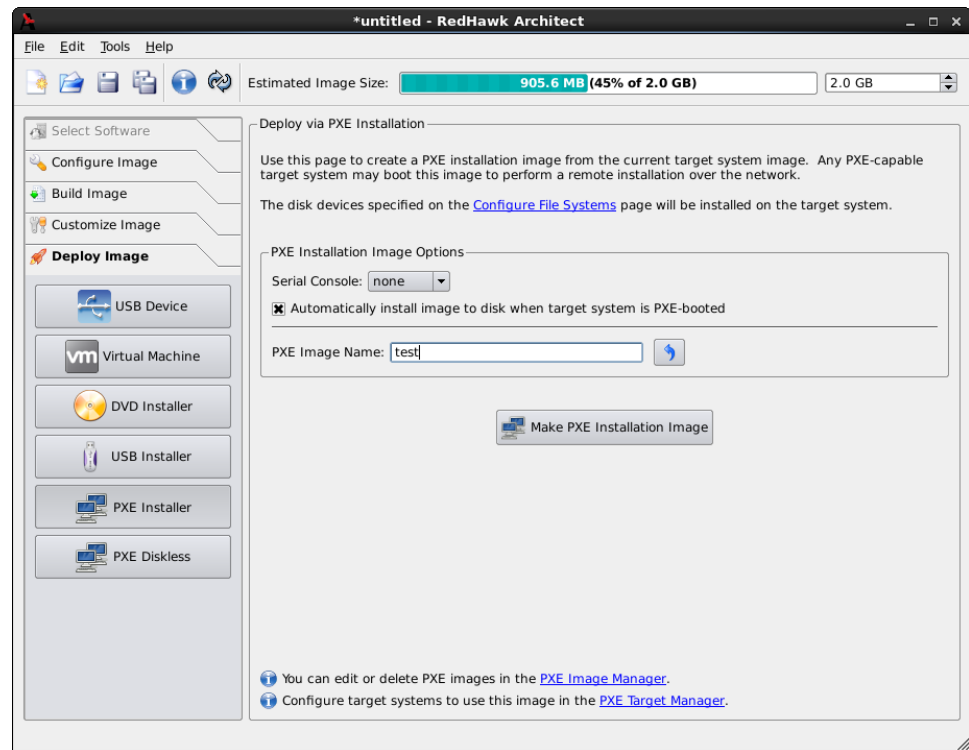 *untitled - RedHawk Architect
File Edit Tools Help
Estimated Image Size: 905.6 MB (45% of 2.0 GB) 2.0 GB
Select Software
Configure Image
Build Image
Customize Image
Deploy Image
USB Device
vm Virtual Machine
DVD Installer
USB Installer
PXE Installer
PXE Diskless
Deploy via PXE Installation
Use this page to create a PXE installation image from the current target system image. Any PXE-capable
target system may boot this image to perform a remote installation over the network.
The disk devices specified on the Configure File Systems page will be installed on the target system.
PXE Installation Image Options
Serial Console: none
Automatically install image to disk when target system is PXE-booted
PXE Image Name: test
Make PXE Installation Image
You can edit or delete PXE images in the PXE Image Manager.
Configure target systems to use this image in the PXE Target Manager.